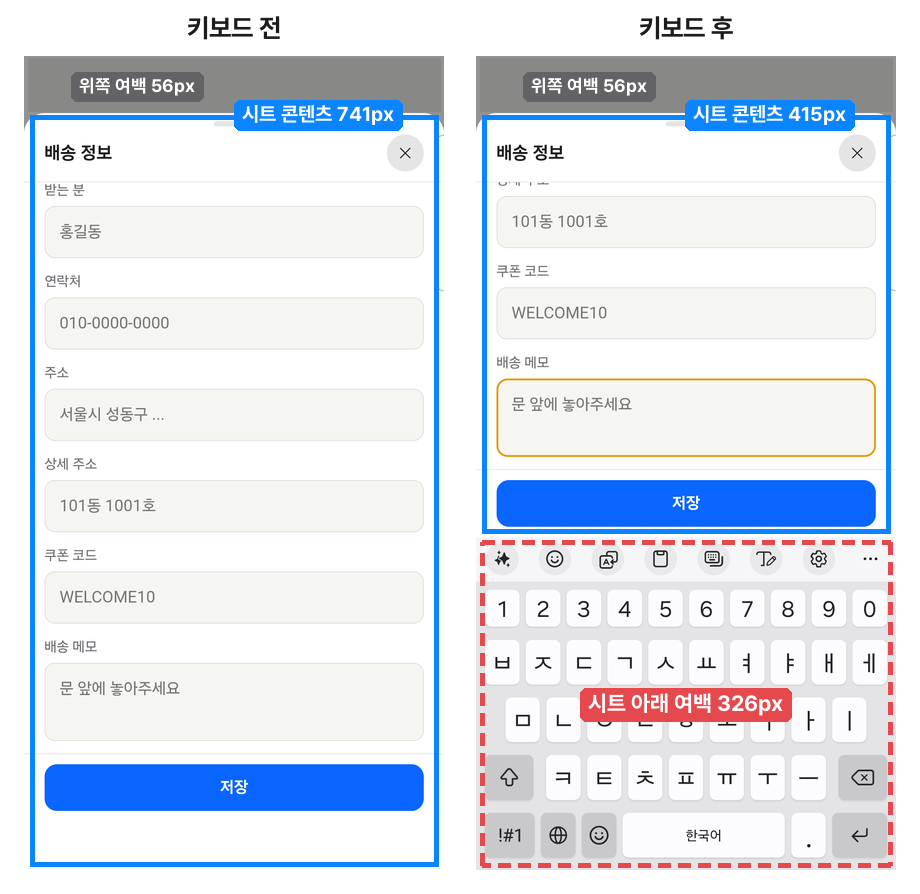 키보드 전
위쪽 여백 56px
시트 콘텐츠 741px
배송 정보
받는 분
홍길동
연락처
010-0000-0000
주소
서울시 성동구 ...
상세 주소
101동 1001호
쿠폰 코드
WELCOME10
배송 메모
문 앞에 놓아주세요
저장
키보드 후
위쪽 여백 56px
시트 콘텐츠 415px
배송 정보
101동 1001호
쿠폰 코드
WELCOME10
배송 메모
문 앞에 놓아주세요
저장
1 2 3 4 5 6 7 8 9 0
ㅂ ㅈ ㄷ ㄱ ㅅ ㅛ ㅕ ㅑ ㅐ ㅔ
시트 아래 여백 326px
ㅁ ㄴ ㅏ ㅣ
ㅋ ㅌ ㅊ ㅍ ㅠ ㅜ ㅡ
!#1 한국어 .